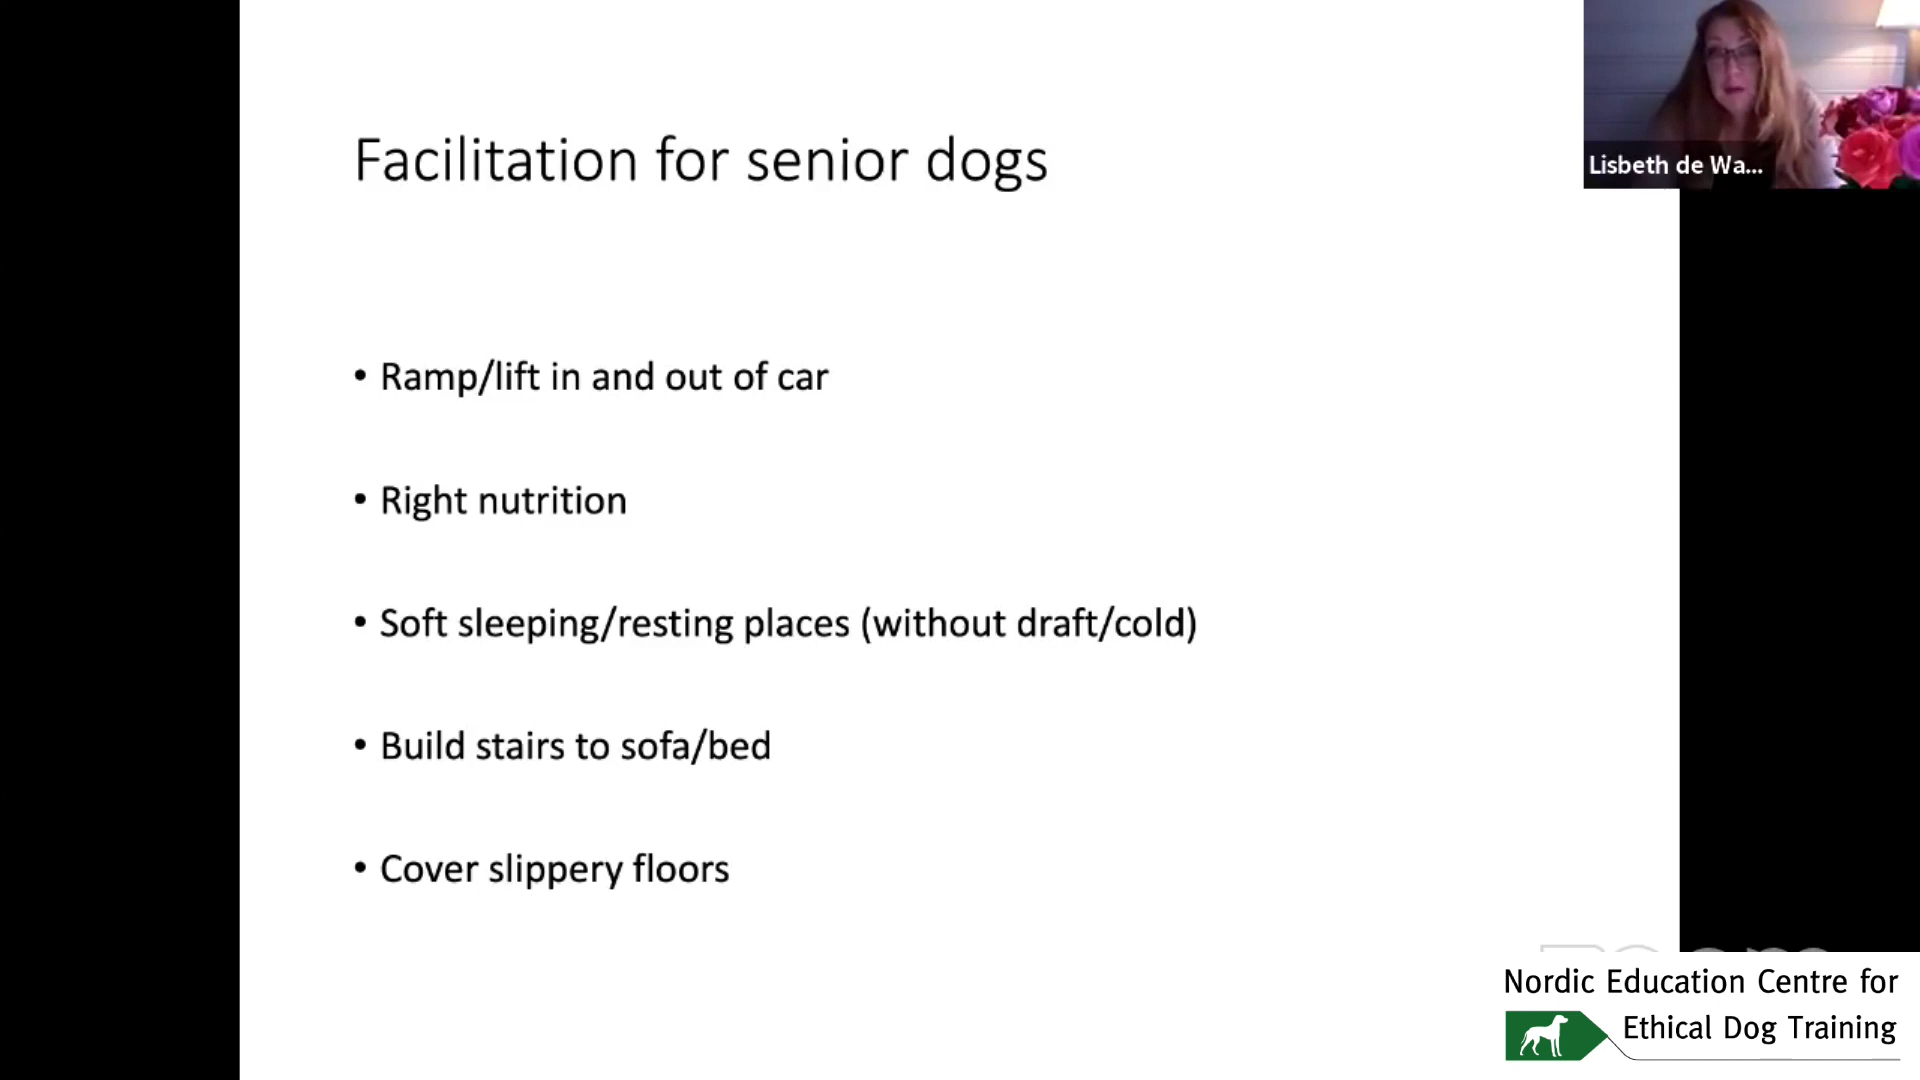 Facilitation for senior dogs
Lisbeth de Wa...
• Ramp/lift in and out of car
• Right nutrition
• Soft sleeping/resting places (without draft/cold)
• Build stairs to sofa/bed
• Cover slippery floors
Nordic Education Centre for
Ethical Dog Training